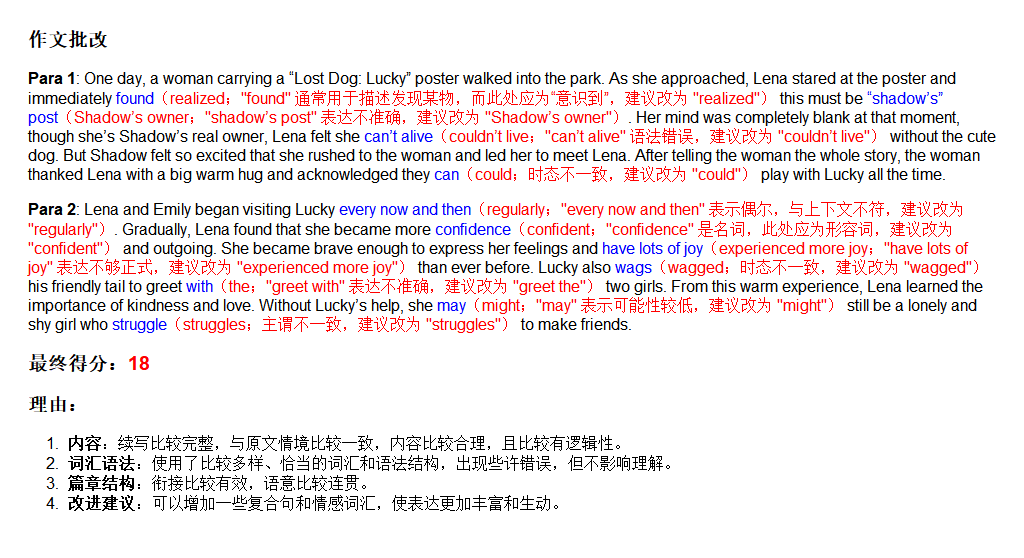 作文批改
Para 1: One day, a woman carrying a “Lost Dog: Lucky” poster walked into the park. As she approached, Lena stared at the poster and
immediately found（realized；"found" 通常用于描述发现某物，而此处应为“意识到”，建议改为 "realized"） this must be “shadow’s”
post（Shadow’s owner；"shadow's post" 表达不准确，建议改为 "Shadow’s owner"）. Her mind was completely blank at that moment,
though she’s Shadow’s real owner, Lena felt she can’t alive（couldn’t live；"can’t alive" 语法错误，建议改为 "couldn’t live"） without the cute
dog. But Shadow felt so excited that she rushed to the woman and led her to meet Lena. After telling the woman the whole story, the woman
thanked Lena with a big warm hug and acknowledged they can（could；时态不一致，建议改为 "could"） play with Lucky all the time.
Para 2: Lena and Emily began visiting Lucky every now and then（regularly；"every now and then" 表示偶尔，与上下文不符，建议改为
"regularly"）. Gradually, Lena found that she became more confidence（confident；"confidence" 是名词，此处应为形容词，建议改为
"confident"） and outgoing. She became brave enough to express her feelings and have lots of joy（experienced more joy；"have lots of
joy" 表达不够正式，建议改为 "experienced more joy"） than ever before. Lucky also wags（wagged；时态不一致，建议改为 "wagged"）
his friendly tail to greet with（the；"greet with" 表达不准确，建议改为 "greet the"） two girls. From this warm experience, Lena learned the
importance of kindness and love. Without Lucky’s help, she may（might；"may" 表示可能性较低，建议改为 "might"） still be a lonely and
shy girl who struggle（struggles；主谓不一致，建议改为 "struggles"） to make friends.
最终得分：18
理由：
1. 内容：续写比较完整，与原文情境比较一致，内容比较合理，且比较有逻辑性。
2. 词汇语法：使用了比较多样、恰当的词汇和语法结构，出现些许错误，但不影响理解。
3. 篇章结构：衔接比较有效，语意比较连贯。
4. 改进建议：可以增加一些复合句和情感词汇，使表达更加丰富和生动。